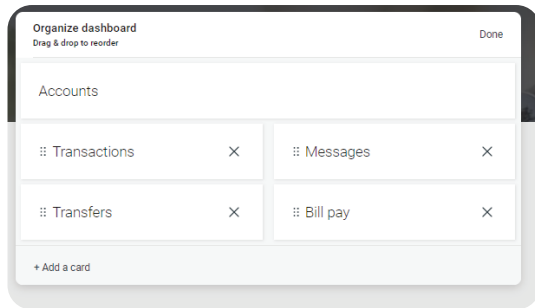 Organize dashboard
Drag & drop to reorder
Done
Accounts
Transactions
Messages
Transfers
Bill pay
+ Add a card